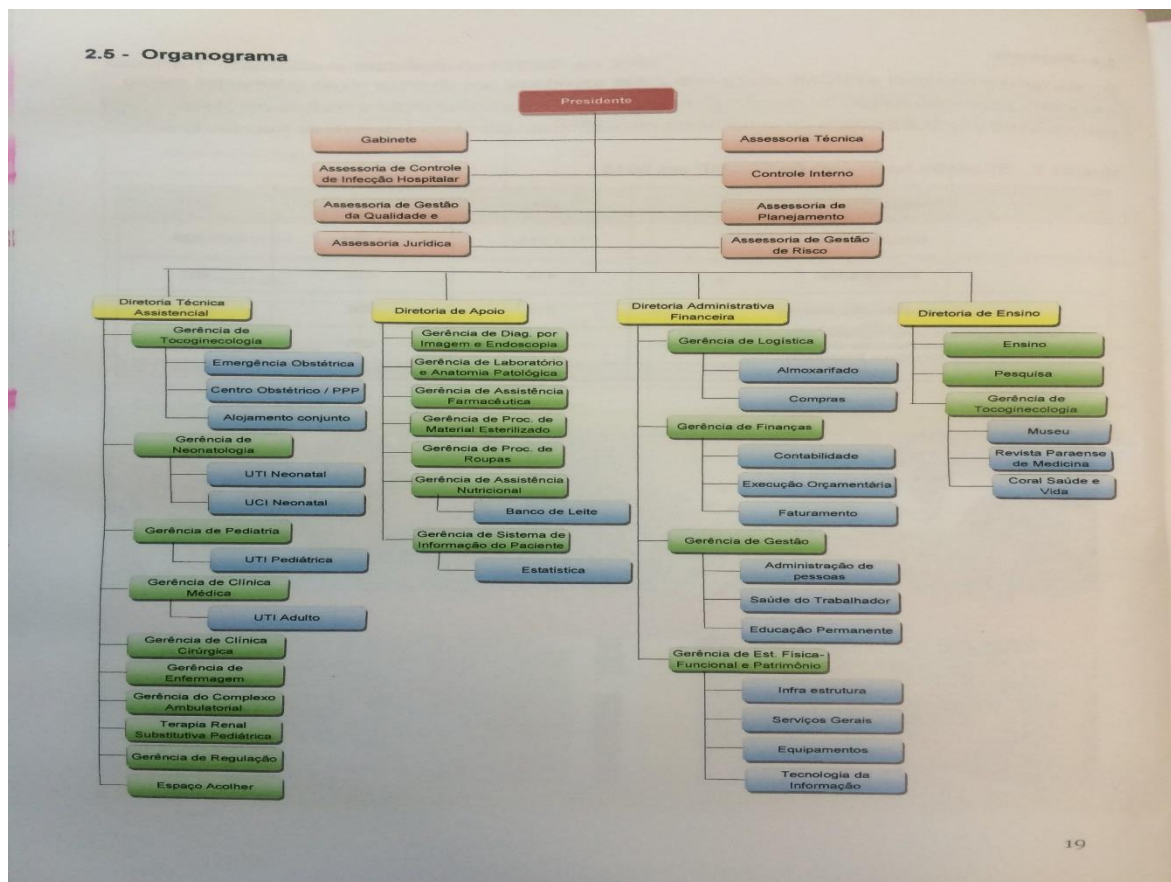 2.5 - Organograma
Presidente
Gabinete
Assessoria Técnica
Assessoria de Controle
de Infecção Hospitalar
Controle Interno
Assessoria de Gestão
da Qualidade e
Assessoria de
Planejamento
Assessoria Jurídica
Assessoria de Gestão
de Risco
Diretoria Técnica
Assistencial
Gerência de
Tocoginecologia
Emergência Obstétrica
Centro Obstétrico / PPP
Alojamento conjunto
Gerência de
Neonatologia
UTI Neonatal
UCI Neonatal
Gerência de Pediatria
UTI Pediátrica
Gerência de Clínica
Médica
UTI Adulto
Gerência de Clínica
Cirúrgica
Gerência de
Enfermagem
Gerência do Complexo
Ambulatorial
Terapia Renal
Substitutiva Pediátrica
Gerência de Regulação
Espaço Acolher
Diretoria de Apoio
Gerência de Diag. por
Imagem e Endoscopia
Gerência de Laboratório
e Anatomia Patológica
Gerência de Assistência
Farmacêutica
Gerência de Proc. de
Material Esterilizado
Gerência de Proc. de
Roupas
Gerência de Assistência
Nutricional
Banco de Leite
Gerência de Sistema de
Informação do Paciente
Estatística
Diretoria Administrativa
Financeira
Gerência de Logística
Almoxarifado
Compras
Gerência de Finanças
Contabilidade
Execução Orçamentária
Faturamento
Gerência de Gestão
Administração de
pessoas
Saúde do Trabalhador
Educação Permanente
Gerência de Est. Física-
Funcional e Patrimônio
Infra estrutura
Serviços Gerais
Equipamentos
Tecnologia da
Informação
Diretoria de Ensino
Ensino
Pesquisa
Gerência de
Tocoginecologia
Museu
Revista Paraense
de Medicina
Coral Saúde e
Vida
19